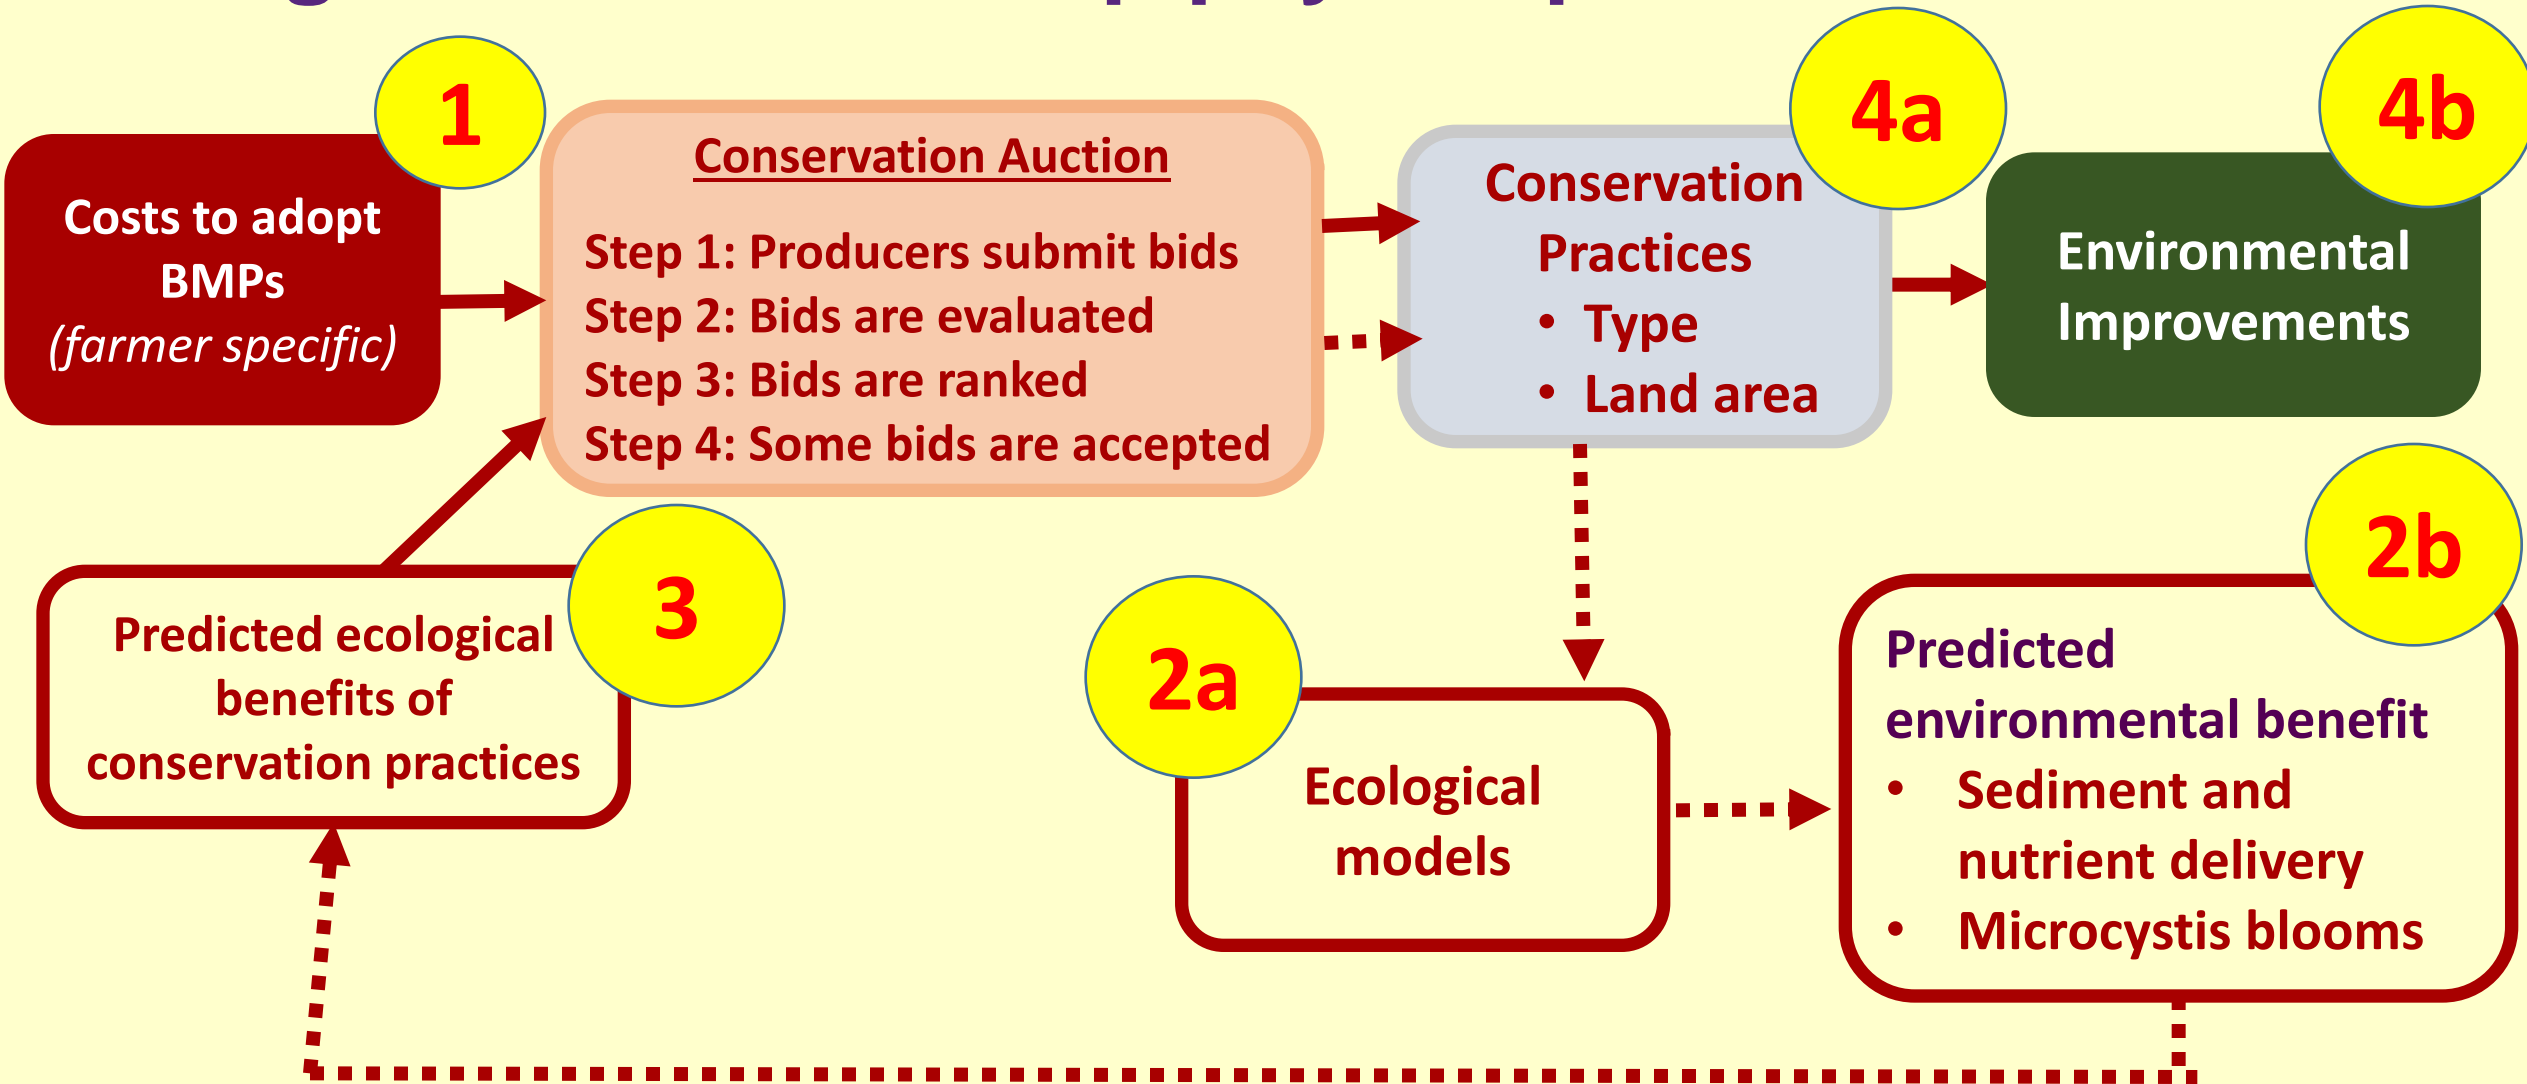 1
Costs to adopt
BMPs
(farmer specific)
Conservation Auction
Step 1: Producers submit bids
Step 2: Bids are evaluated
Step 3: Bids are ranked
Step 4: Some bids are accepted
4a
Conservation
Practices
• Type
• Land area
4b
Environmental
Improvements
3
Predicted ecological
benefits of
conservation practices
2a
Ecological
models
2b
Predicted
environmental benefit
• Sediment and
nutrient delivery
• Microcystis blooms